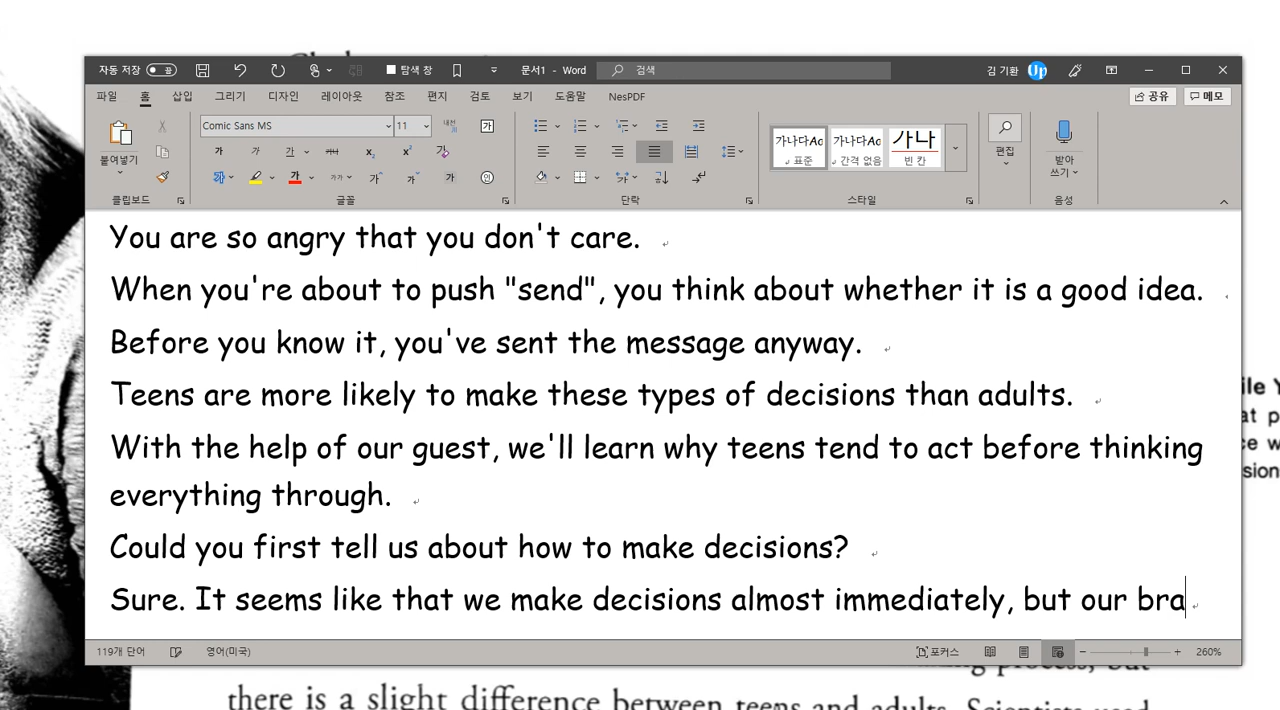 자동 저장 끔 탐색 창 문서1 - Word 검색 김 기환 Up
파일 홈 삽입 그리기 디자인 레이아웃 참조 편지 검토 보기 도움말 NesPDF 공유 메모
붙여넣기
Comic Sans MS 11
가나다 가나다 가나
표준 간격 없음 빈 칸
편집
받아쓰기
클립보드 글꼴 단락 스타일 음성
You are so angry that you don't care.
When you're about to push "send", you think about whether it is a good idea.
Before you know it, you've sent the message anyway.
Teens are more likely to make these types of decisions than adults.
With the help of our guest, we'll learn why teens tend to act before thinking
everything through.
Could you first tell us about how to make decisions?
Sure. It seems like that we make decisions almost immediately, but our bra
119개 단어 영어(미국) 포커스 260%
there is a slight difference between teens and adults. Scientists used